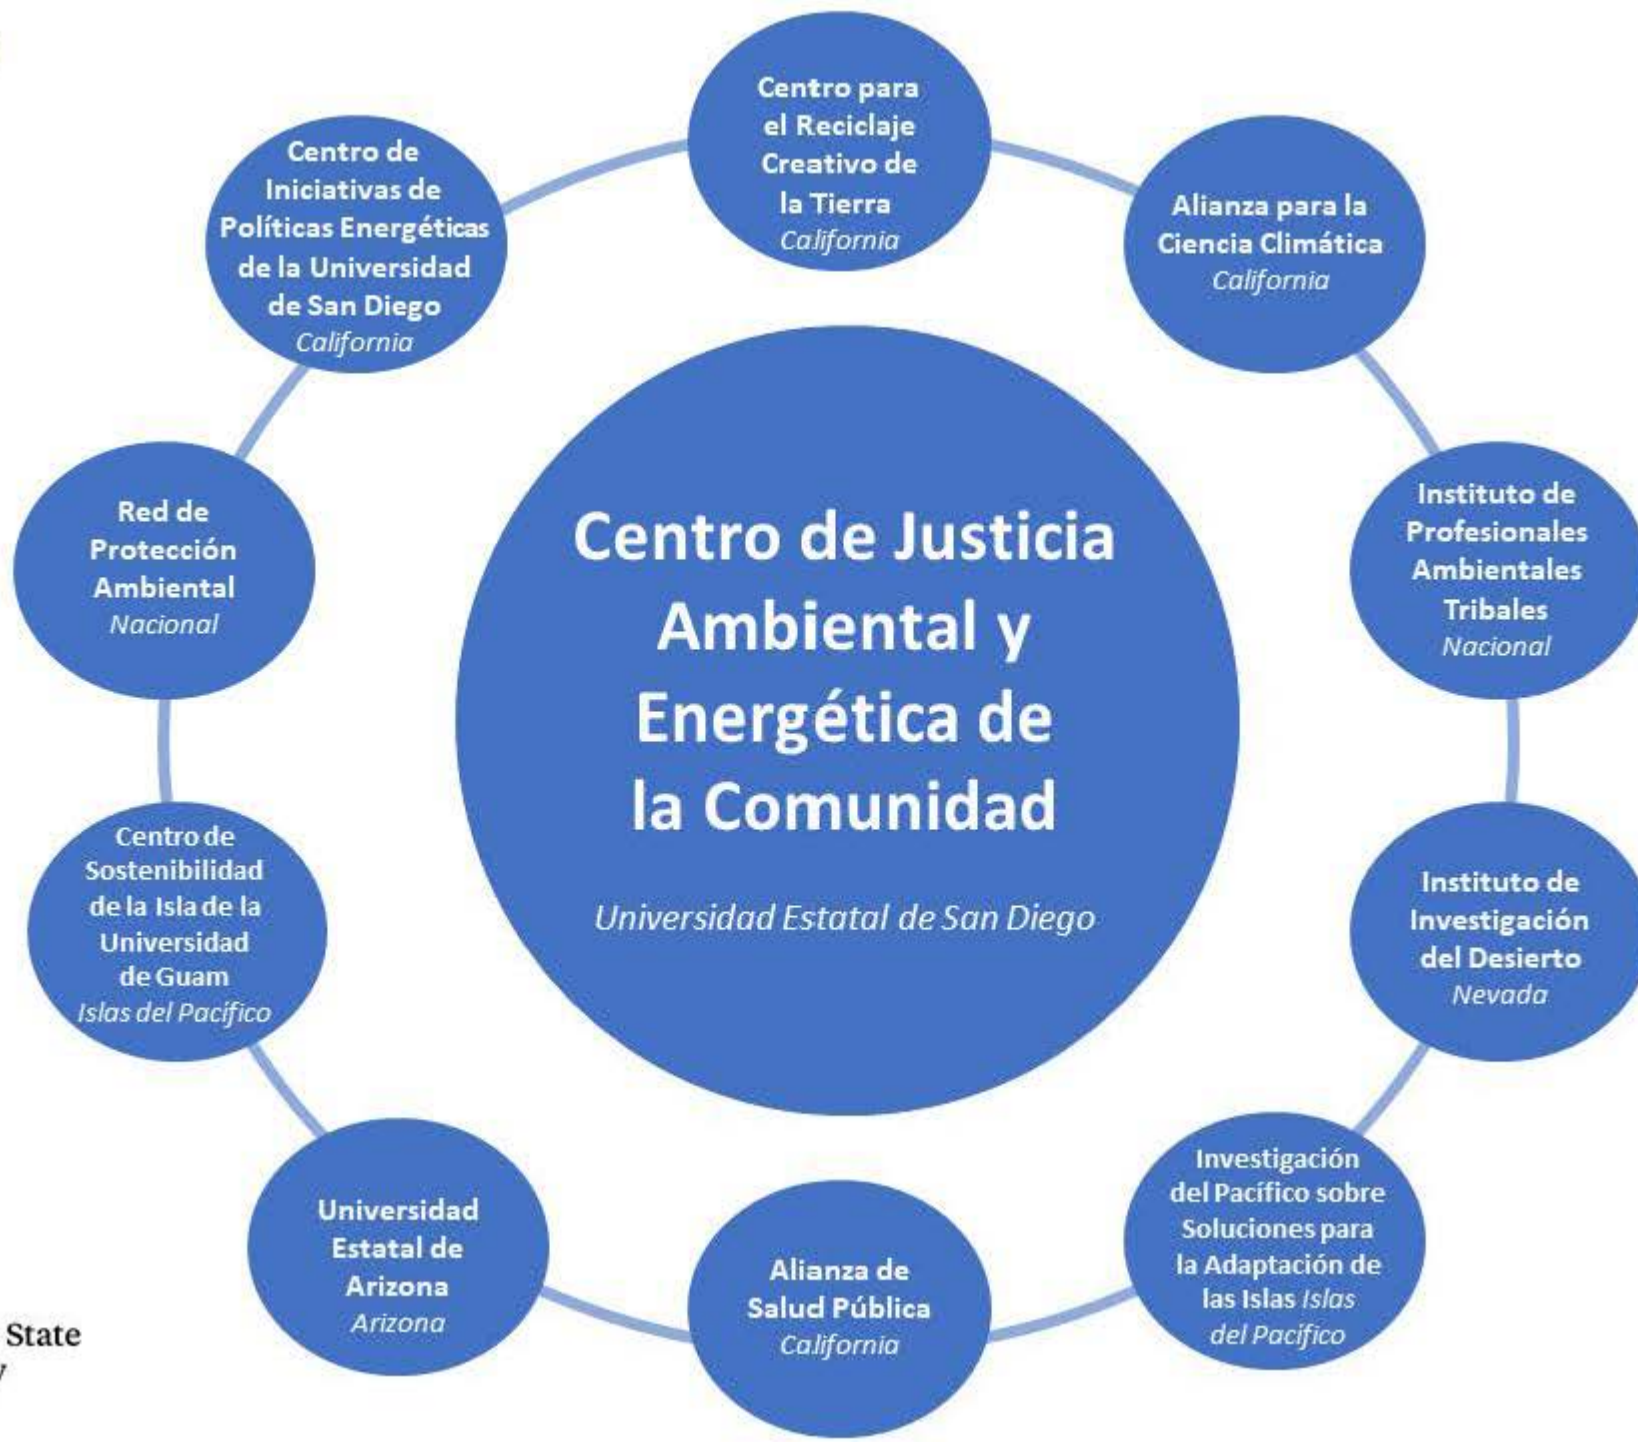 Centro para
el Reciclaje
Creativo de
la Tierra
California
Alianza para la
Ciencia Climática
California
Instituto de
Profesionales
Ambientales
Tribales
Nacional
Instituto de
Investigación
del Desierto
Nevada
Investigación
del Pacífico sobre
Soluciones para
la Adaptación de
las Islas Islas
del Pacífico
Alianza de
Salud Pública
California
Universidad
Estatal de
Arizona
Arizona
Centro de
Sostenibilidad
de la Isla de la
Universidad
de Guam
Islas del Pacífico
Red de
Protección
Ambiental
Nacional
Centro de
Iniciativas de
Políticas Energéticas
de la Universidad
de San Diego
California
Centro de Justicia
Ambiental y
Energética de
la Comunidad
Universidad Estatal de San Diego
State